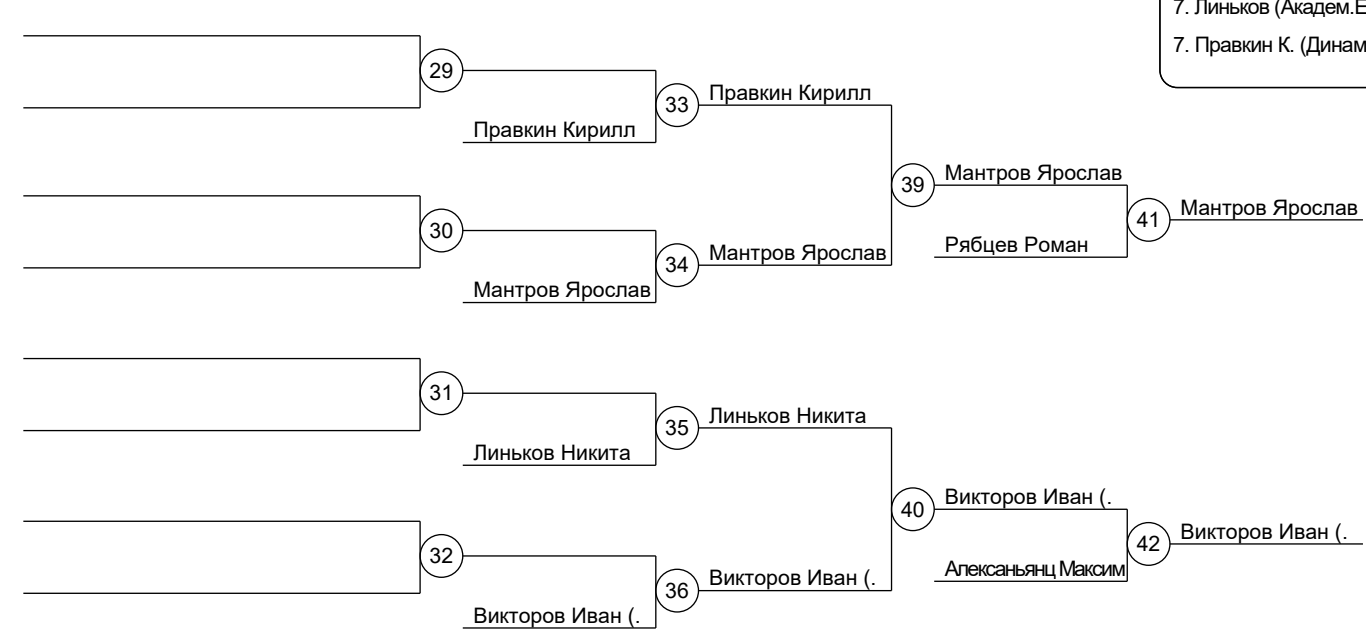 7. Линьков (Академ.Е
7. Правкин К. (Динам
29
33
Правкин Кирилл
Правкин Кирилл
39
Мантров Ярослав
30
34
Мантров Ярослав
Мантров Ярослав
41
Мантров Ярослав
Рябцев Роман
31
35
Линьков Никита
Линьков Никита
40
Викторов Иван (.
32
36
Викторов Иван (.
Викторов Иван (.
42
Викторов Иван (.
Алексаньянц Максим